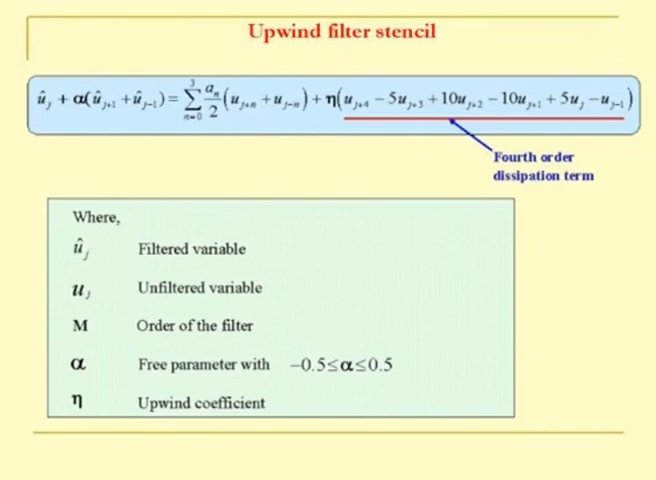 Upwind filter stencil
û_j + α(û_{j+1} + û_{j-1}) = ∑_{n=0}^{3} a_n/2 (u_{j+n} + u_{j-n}) + η(u_{j+4} − 5u_{j+3} + 10u_{j+2} − 10u_{j+1} + 5u_j − u_{j-1})
Fourth order
dissipation term
Where,
û_j Filtered variable
u_j Unfiltered variable
M Order of the filter
α Free parameter with −0.5≤α≤0.5
η Upwind coefficient